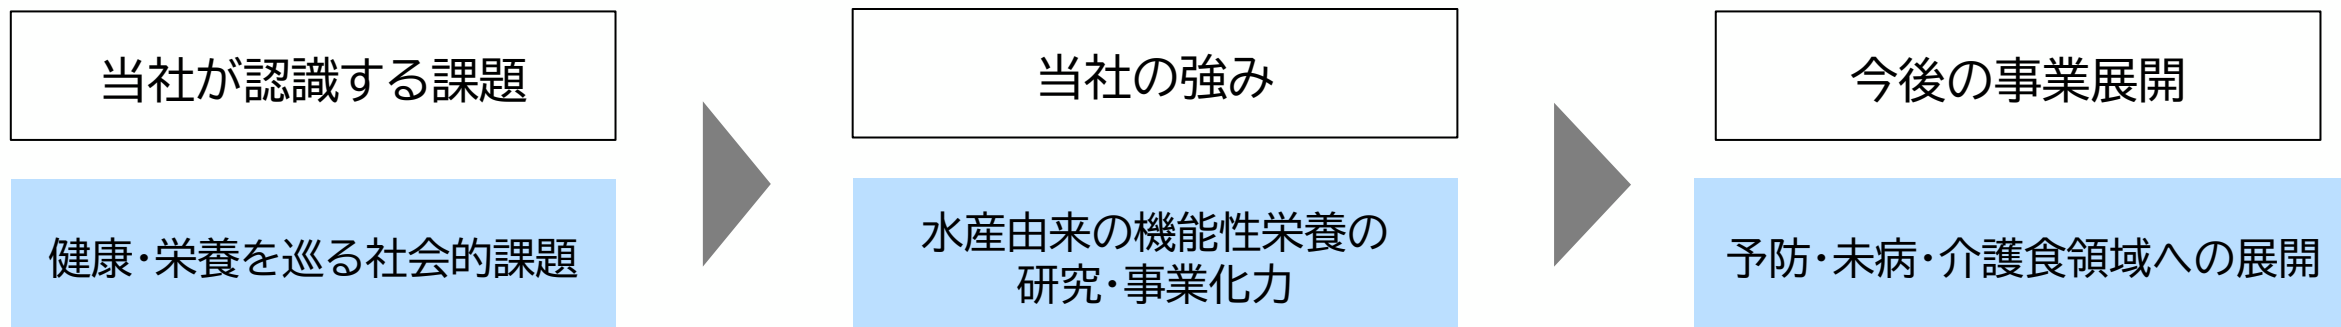 当社が認識する課題
当社の強み
今後の事業展開
健康・栄養を巡る社会的課題
水産由来の機能性栄養の
研究・事業化力
予防・未病・介護食領域への展開